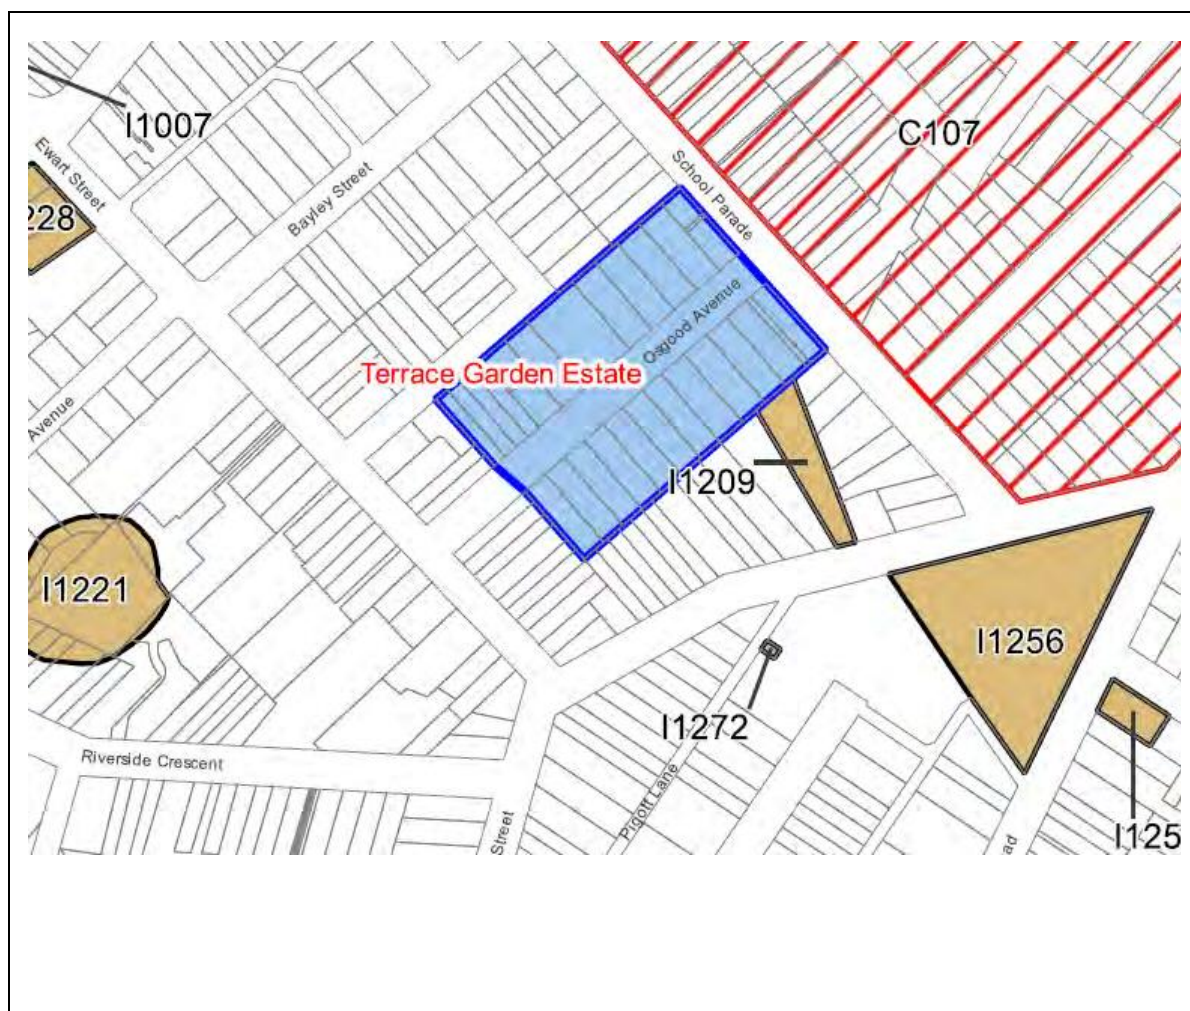 I1007
C107
Ewart Street
School Parade
Bayley Street
228
Osgood Avenue
Terrace Garden Estate
Avenue
I1209
I1221
I1256
I1272
Riverside Crescent
Pigott Lane
Street
ad
I125